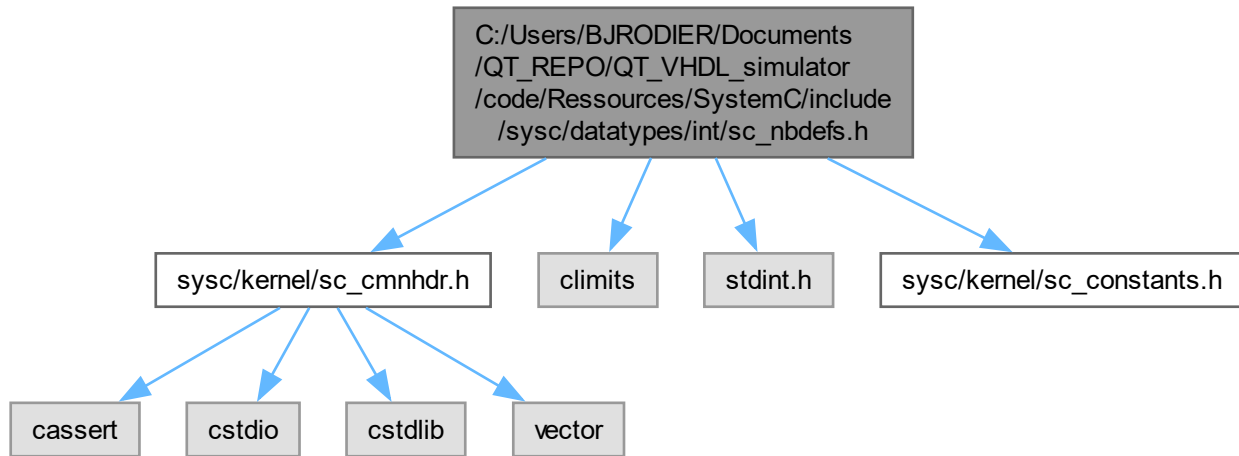 C:/Users/BJRODIER/Documents
/QT_REPO/QT_VHDL_simulator
/code/Ressources/SystemC/include
/sysc/datatypes/int/sc_nbdefs.h
sysc/kernel/sc_cmnhdr.h
climits
stdint.h
sysc/kernel/sc_constants.h
cassert
cstdio
cstdlib
vector